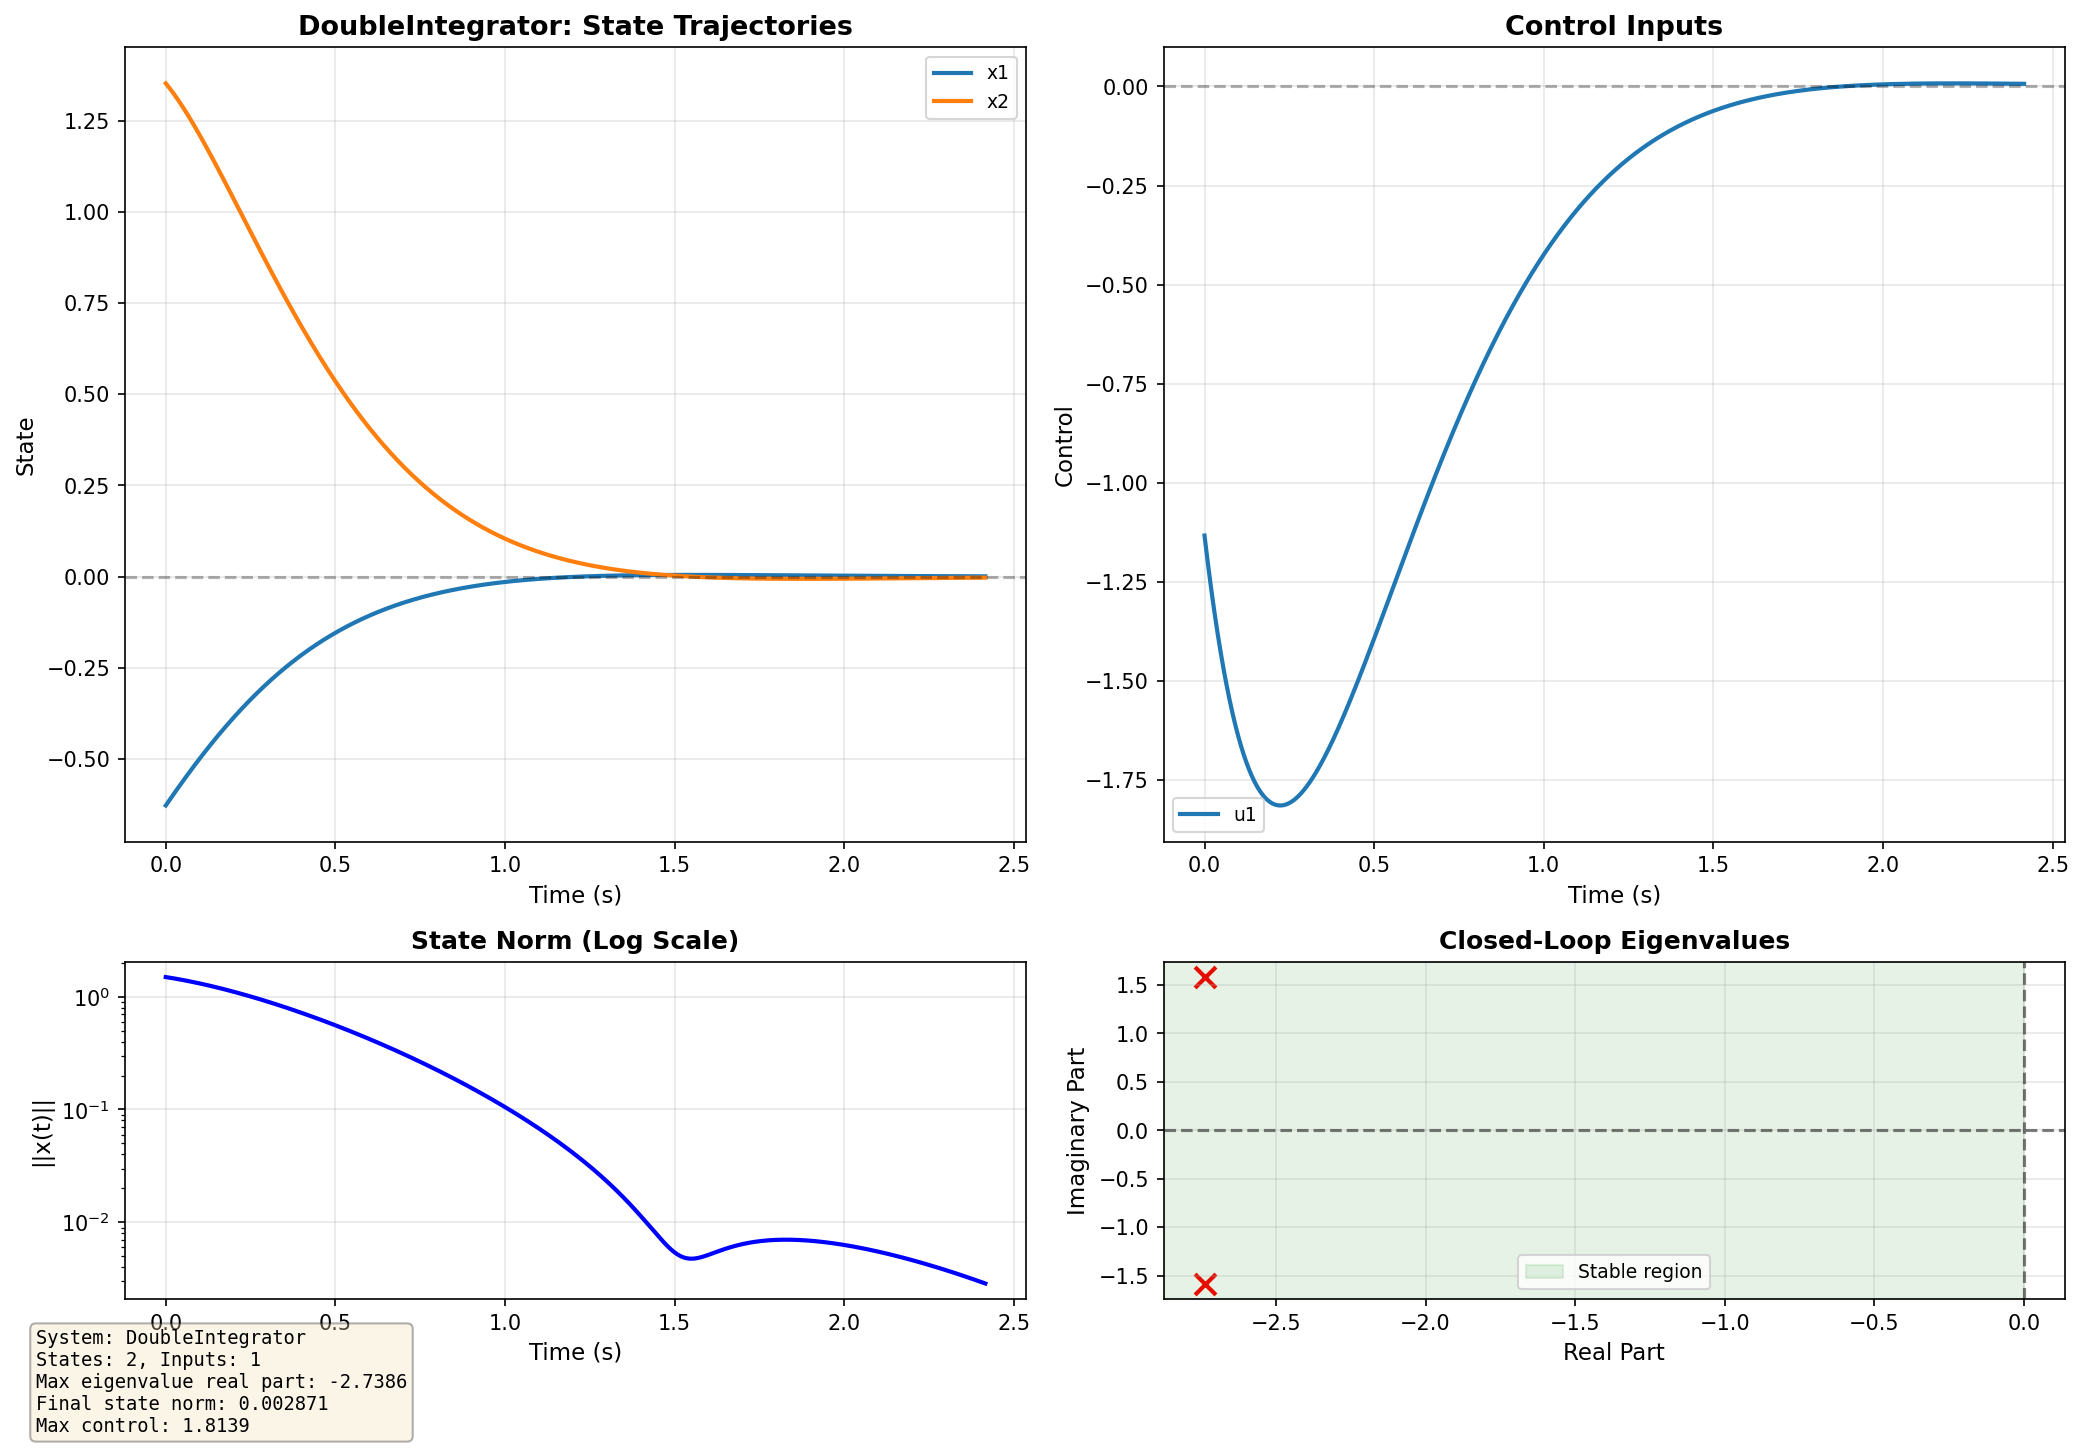 DoubleIntegrator: State Trajectories
State
1.25
1.00
0.75
0.50
0.25
0.00
−0.25
−0.50
0.0 0.5 1.0 1.5 2.0 2.5
Time (s)
x1
x2
Control Inputs
Control
0.00
−0.25
−0.50
−0.75
−1.00
−1.25
−1.50
−1.75
0.0 0.5 1.0 1.5 2.0 2.5
Time (s)
u1
State Norm (Log Scale)
||x(t)||
10⁰
10⁻¹
10⁻²
0.0 0.5 1.0 1.5 2.0 2.5
Time (s)
Closed-Loop Eigenvalues
Imaginary Part
1.5
1.0
0.5
0.0
−0.5
−1.0
−1.5
−2.5 −2.0 −1.5 −1.0 −0.5 0.0
Real Part
Stable region
System: DoubleIntegrator
States: 2, Inputs: 1
Max eigenvalue real part: -2.7386
Final state norm: 0.002871
Max control: 1.8139